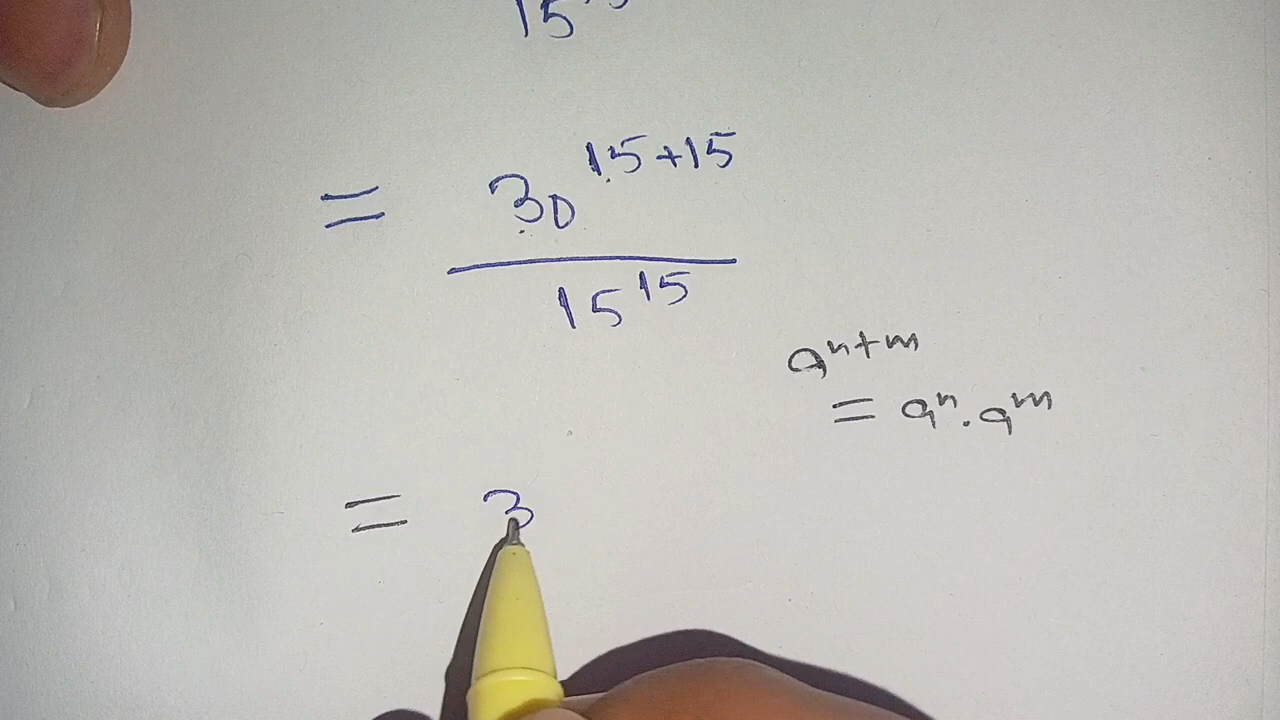 = 30^15+15
15^15
a^n+m
= a^n . a^m
= 3